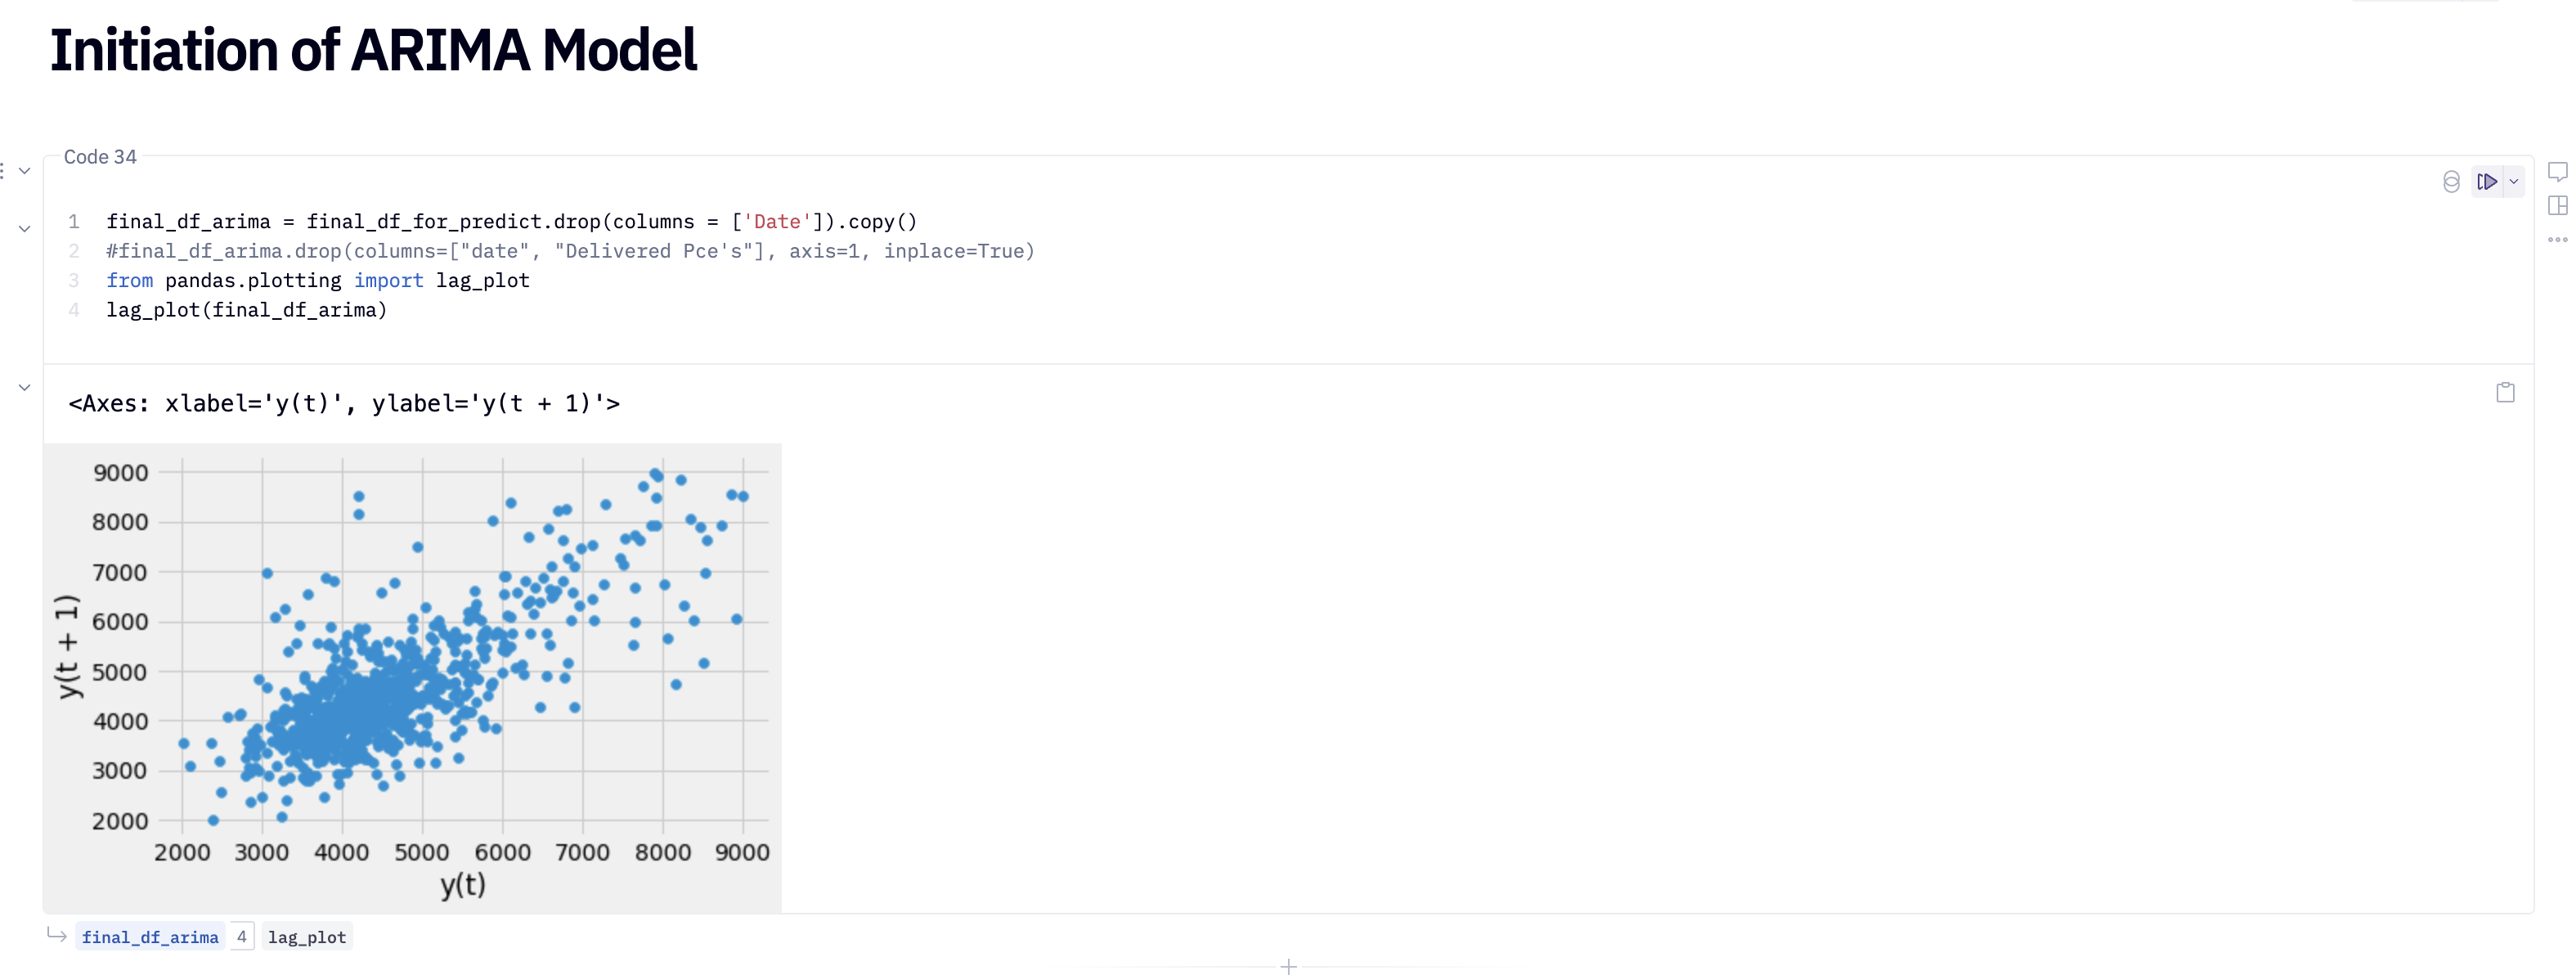 Initiation of ARIMA Model
Code 34
1 final_df_arima = final_df_for_predict.drop(columns = ['Date']).copy()
2 #final_df_arima.drop(columns=["date", "Delivered Pce's"], axis=1, inplace=True)
3 from pandas.plotting import lag_plot
4 lag_plot(final_df_arima)
<Axes: xlabel='y(t)', ylabel='y(t + 1)'>
9000
8000
7000
6000
5000
4000
3000
2000
y(t + 1)
2000 3000 4000 5000 6000 7000 8000 9000
y(t)
final_df_arima 4 lag_plot